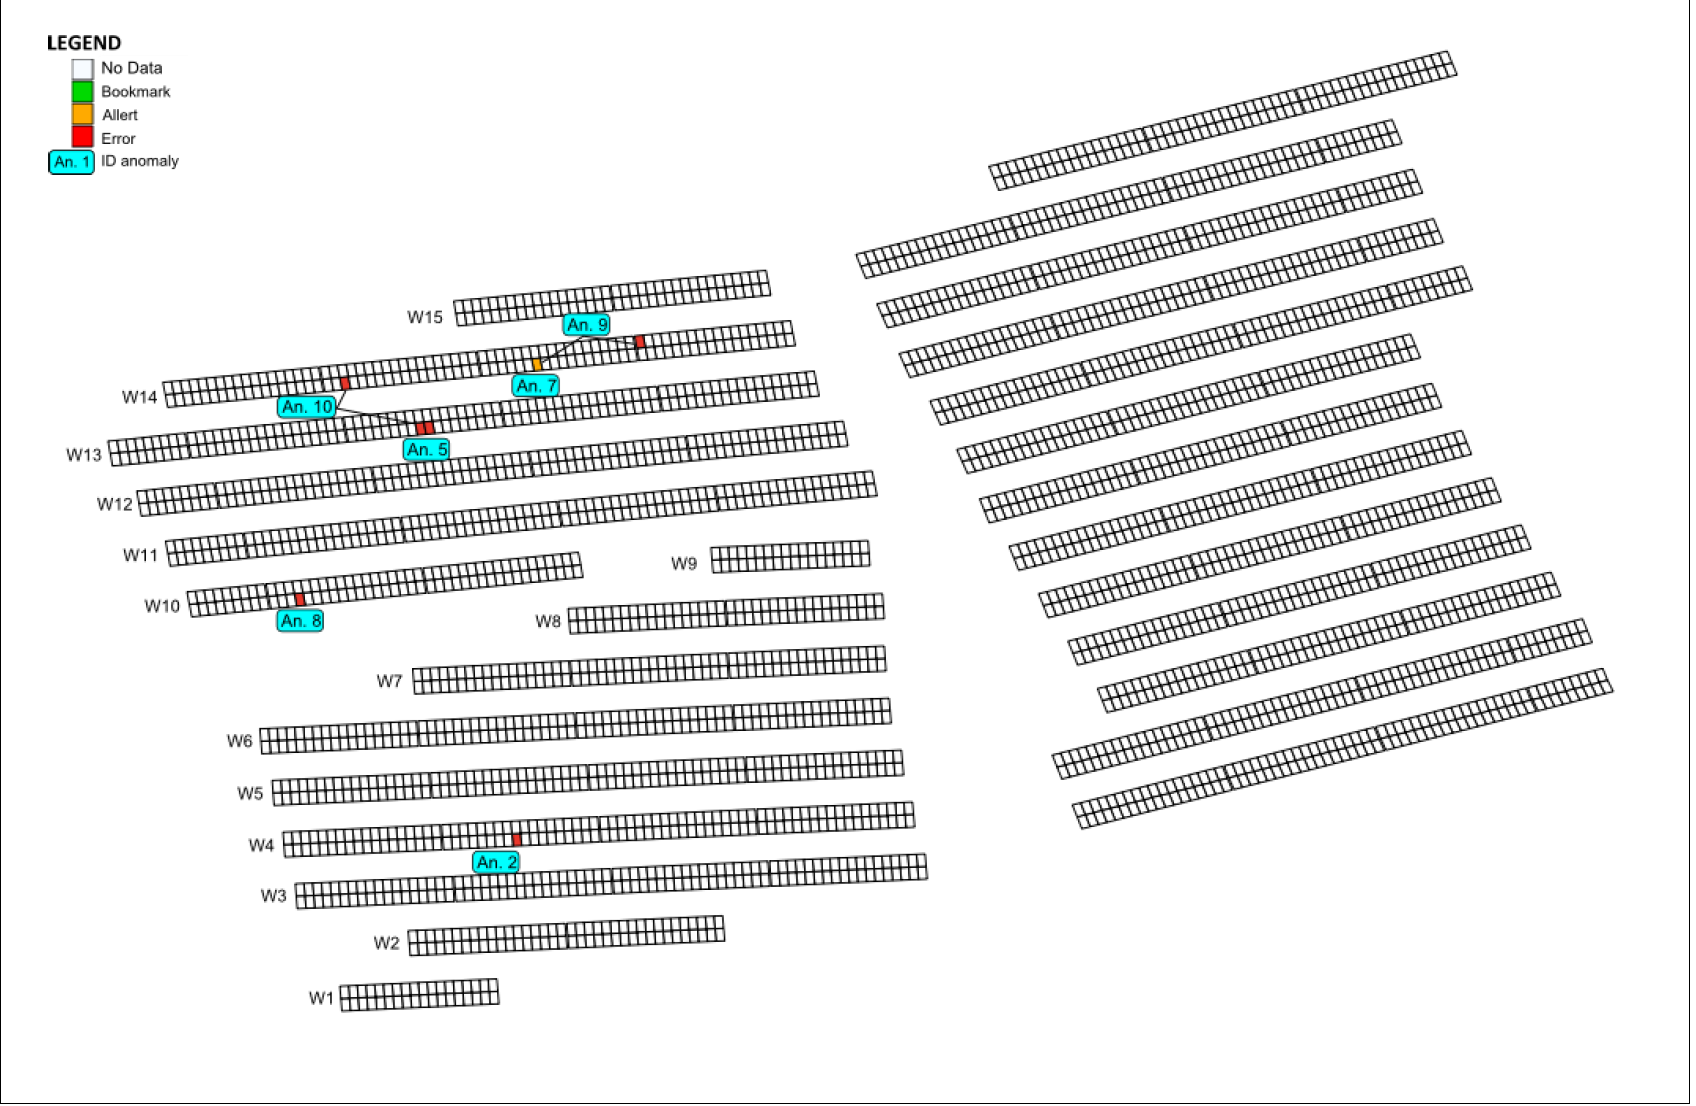 LEGEND
No Data
Bookmark
Allert
Error
An. 1 ID anomaly
W15
An. 9
An. 7
W14
An. 10
An. 5
W13
W12
W11
W9
W10
An. 8
W8
W7
W6
W5
W4
An. 2
W3
W2
W1